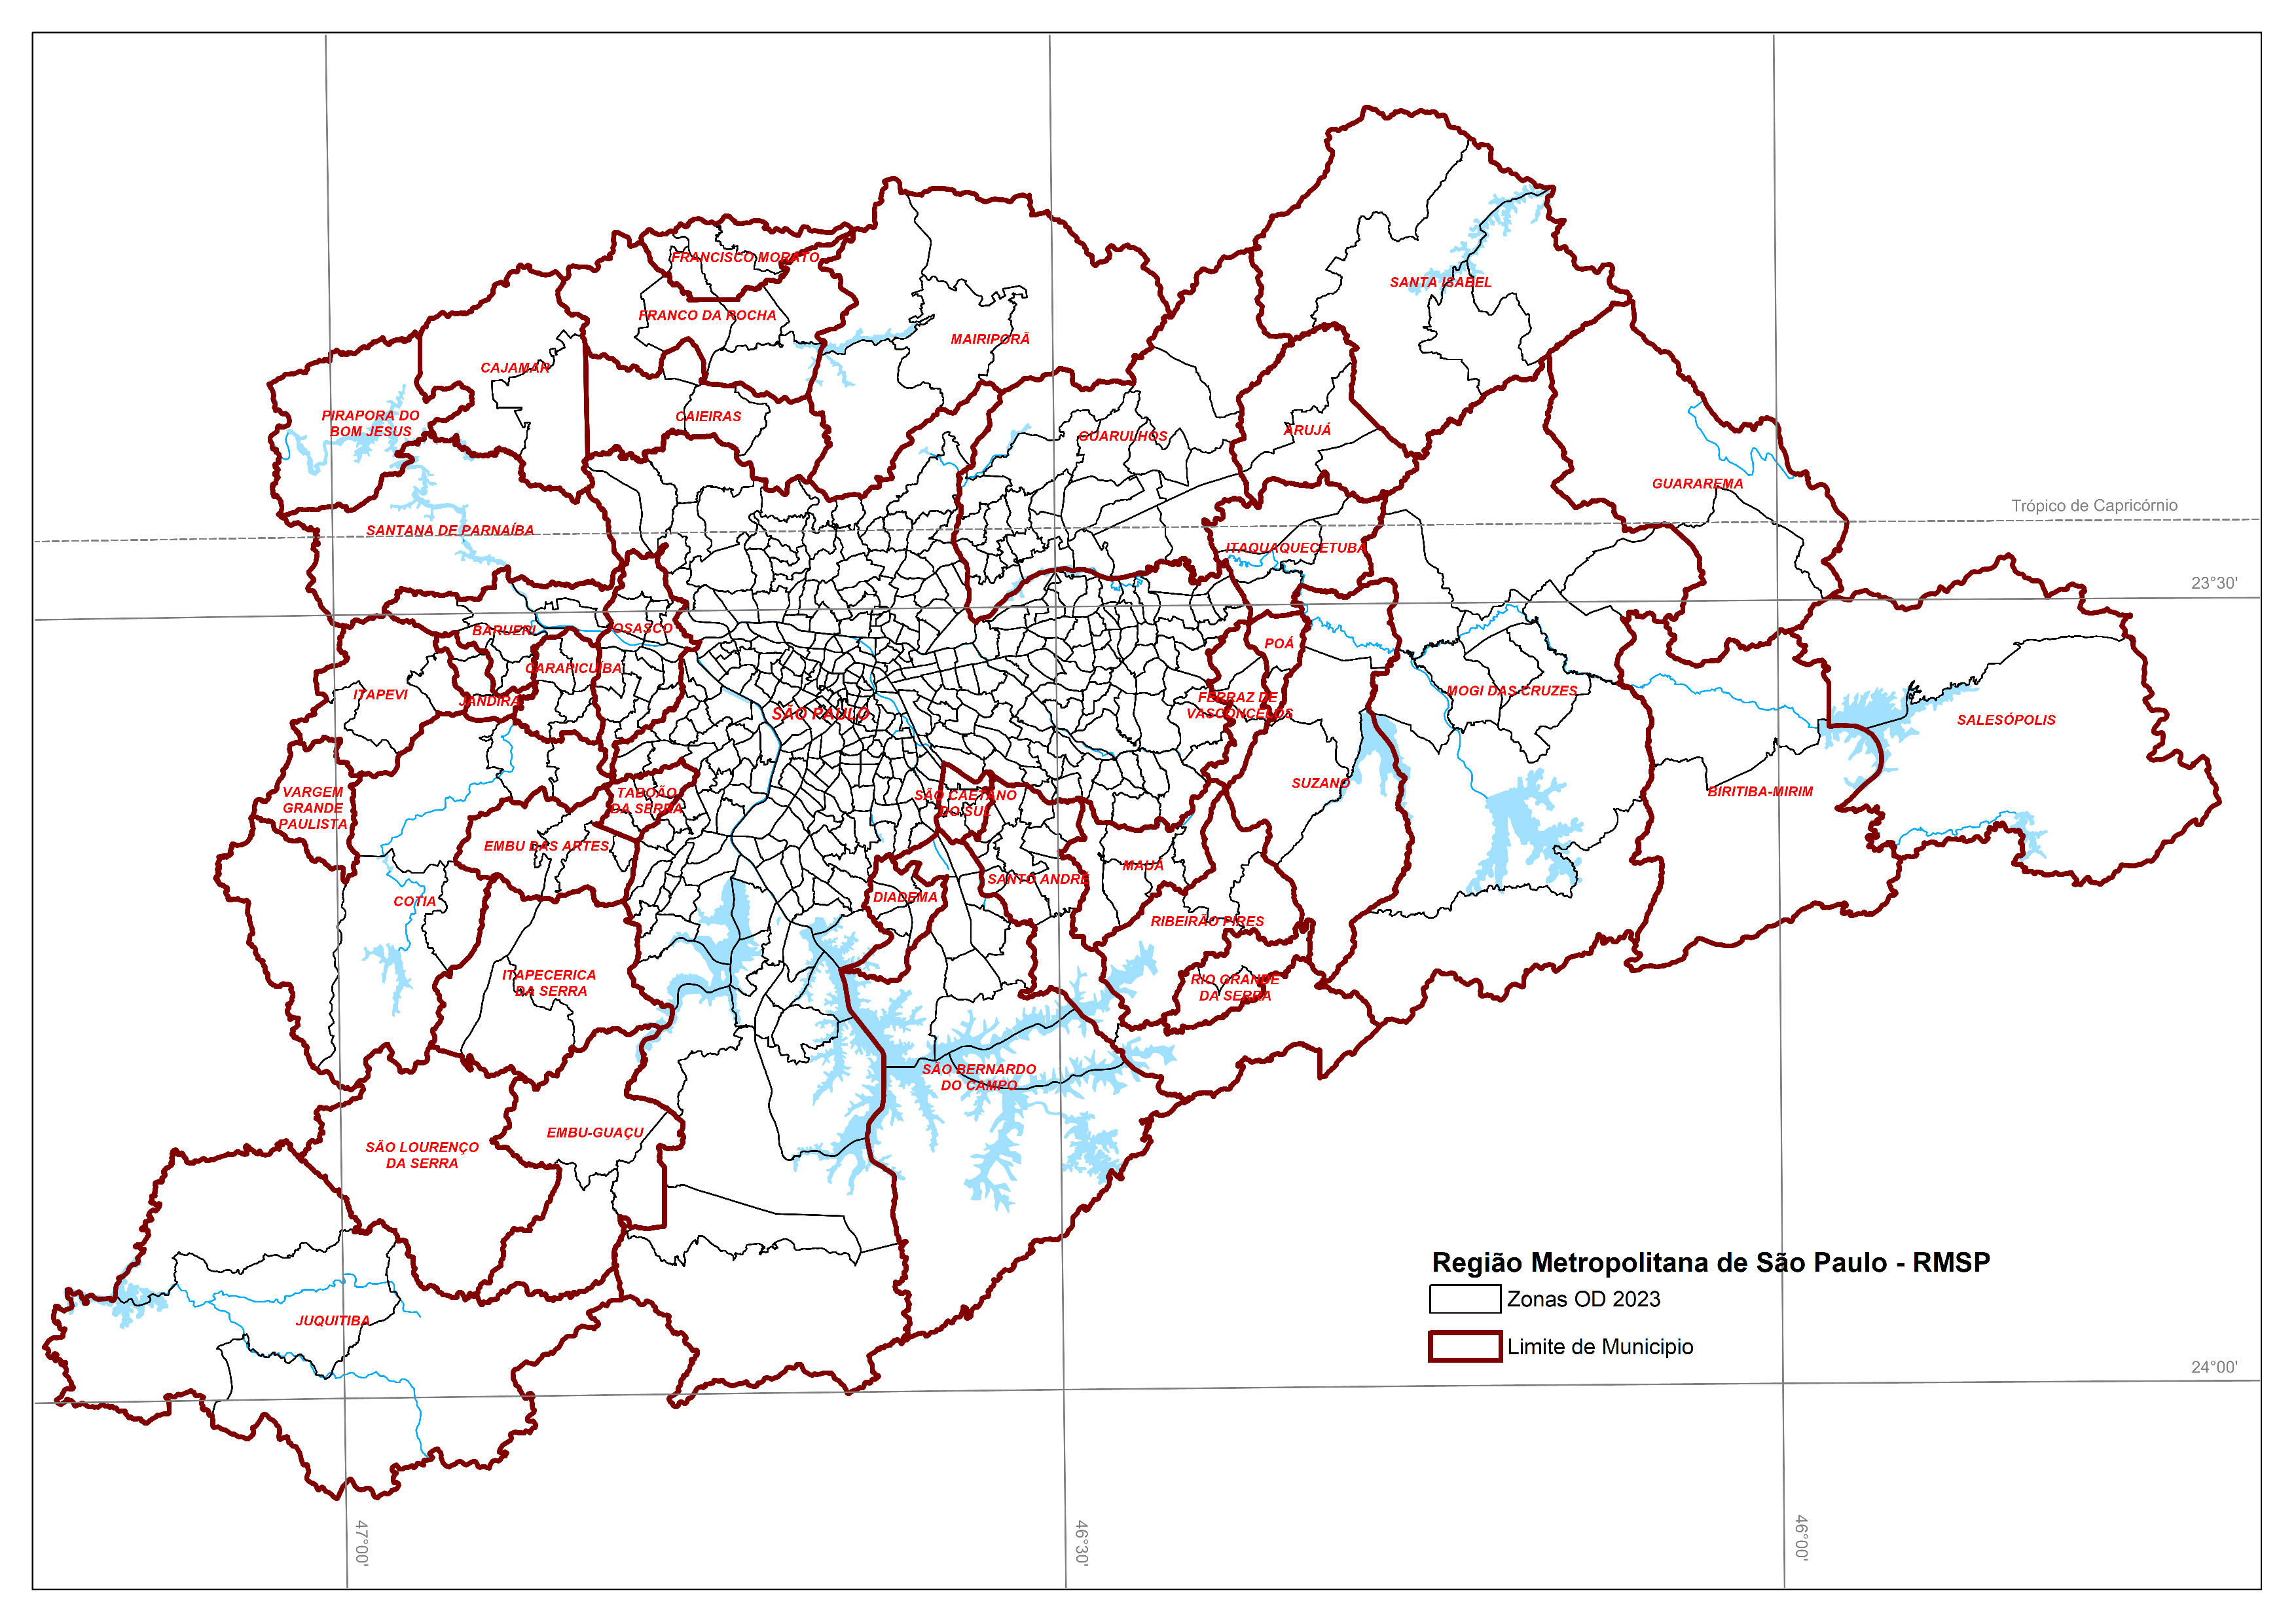 FRANCISCO MORATO
SANTA ISABEL
FRANCO DA ROCHA
MAIRIPORÃ
CAJAMAR
PIRAPORA DO
BOM JESUS
CAIEIRAS
GUARULHOS
ARUJÁ
GUARAREMA
Trópico de Capricórnio
SANTANA DE PARNAÍBA
ITAQUAQUECETUBA
23°30'
BARUERI
OSASCO
POÁ
CARAPICUÍBA
ITAPEVI
JANDIRA
MOGI DAS CRUZES
FERRAZ DE
VASCONCELOS
SÃO PAULO
SALESÓPOLIS
SUZANO
BIRITIBA-MIRIM
VARGEM
GRANDE
PAULISTA
TABOÃO
DA SERRA
SÃO CAETANO
DO SUL
EMBU DAS ARTES
MAUÁ
SANTO ANDRÉ
DIADEMA
COTIA
RIBEIRÃO PIRES
ITAPECERICA
DA SERRA
RIO GRANDE
DA SERRA
SÃO BERNARDO
DO CAMPO
EMBU-GUAÇU
SÃO LOURENÇO
DA SERRA
JUQUITIBA
Região Metropolitana de São Paulo - RMSP
Zonas OD 2023
Limite de Municipio
24°00'
47°00'
46°30'
46°00'